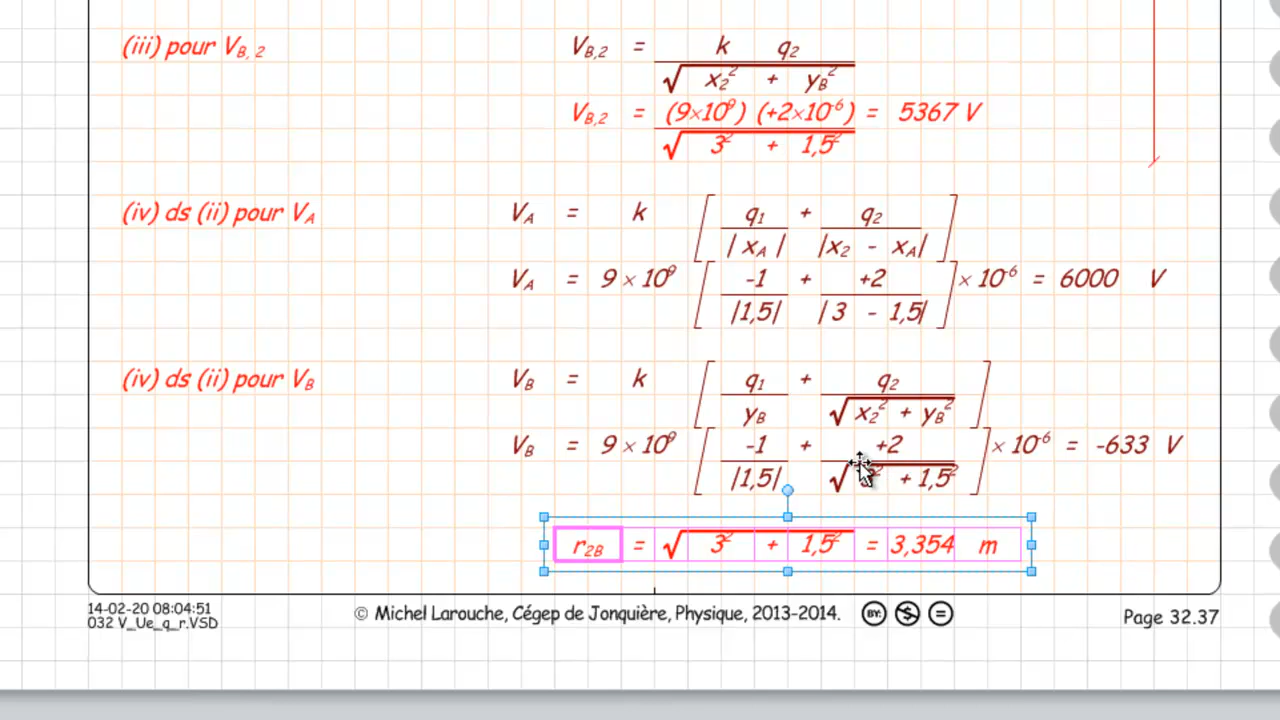 (iii) pour V_B, 2 V_B,2 = k q₂
√ x₂² + y_B²
V_B,2 = (9×10⁹) (+2×10⁻⁶) = 5367 V
√ 3² + 1,5²
(iv) ds (ii) pour V_A V_A = k [ q₁ + q₂ ]
| x_A | |x₂ - x_A|
V_A = 9 × 10⁹ [ -1 + +2 ] × 10⁻⁶ = 6000 V
|1,5| | 3 - 1,5|
(iv) ds (ii) pour V_B V_B = k [ q₁ + q₂ ]
y_B √ x₂² + y_B²
V_B = 9 × 10⁹ [ -1 + +2 ] × 10⁻⁶ = -633 V
|1,5| √ ² + 1,5²
r_2B = √ 3² + 1,5² = 3,354 m
14-02-20 08:04:51
032 V_Ue_q_r.VSD
© Michel Larouche, Cégep de Jonquière, Physique, 2013-2014. BY: $ =
Page 32.37